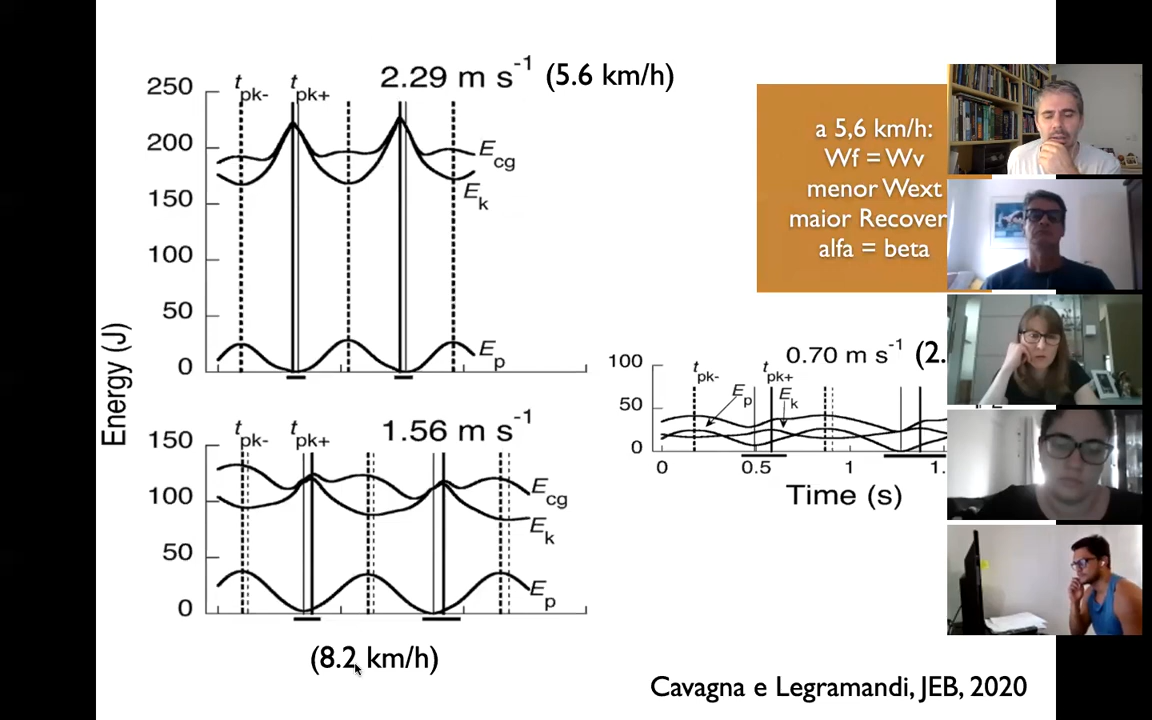 2.29 m s-1 (5.6 km/h)
tpk- tpk+
250
200
150
100
50
0
Ecg
Ek
Ep
Energy (J)
1.56 m s-1
tpk- tpk+
150
100
50
0
Ecg
Ek
Ep
(8.2 km/h)
a 5,6 km/h:
Wf = Wv
menor Wext
maior Recover
alfa = beta
0.70 m s-1 (2.
tpk- tpk+
Ep Ek
100
50
0
0 0.5 1 1.
Time (s)
Cavagna e Legramandi, JEB, 2020